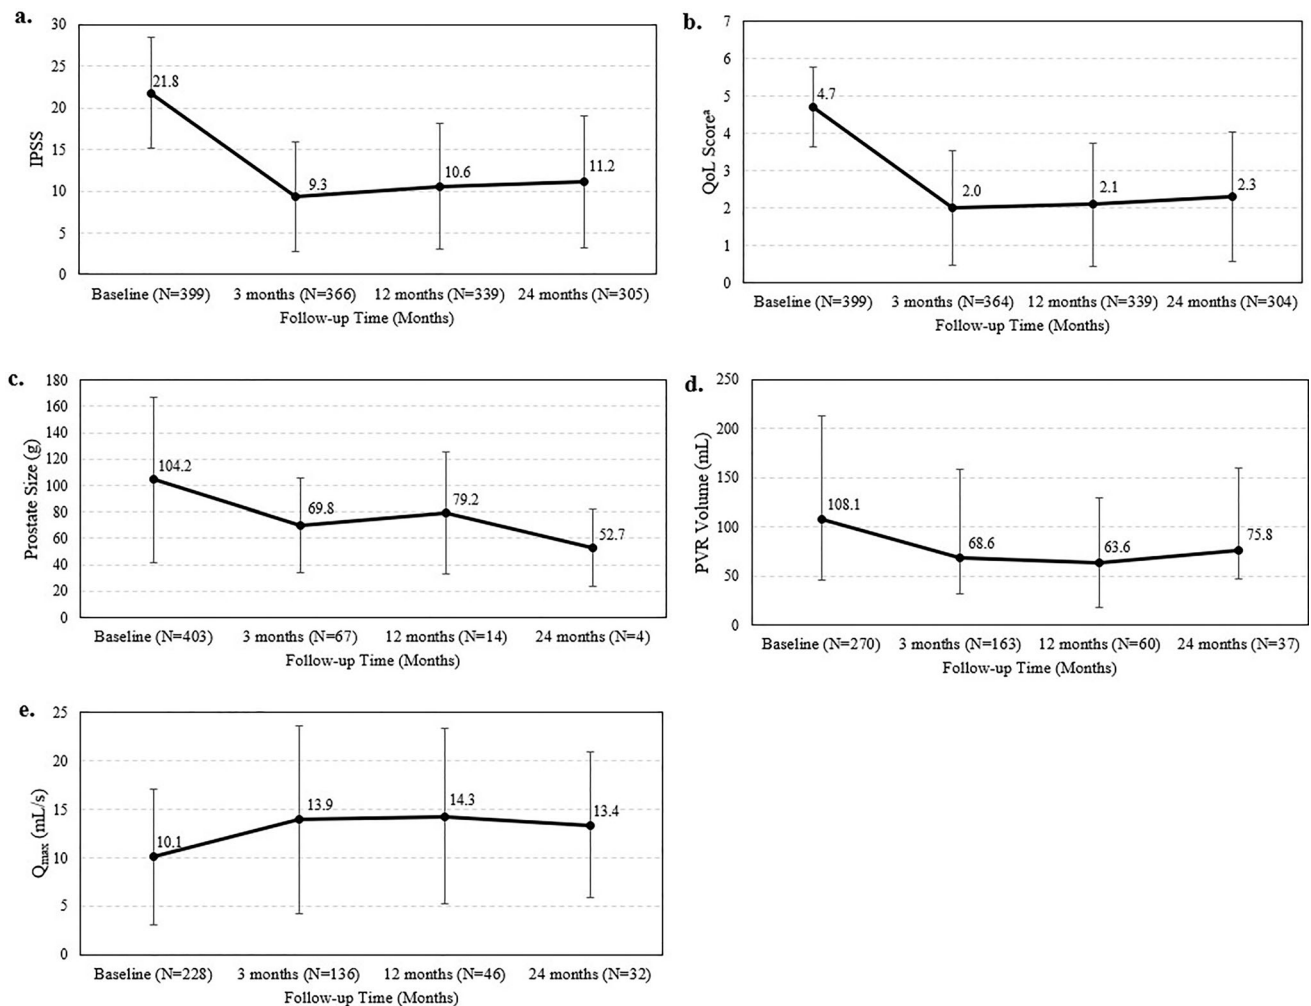 a.
30
25
20
15
10
5
0
IPSS
21.8
9.3
10.6
11.2
Baseline (N=399) 3 months (N=366) 12 months (N=339) 24 months (N=305)
Follow-up Time (Months)
b.
7
6
5
4
3
2
1
0
QoL Scoreᵃ
4.7
2.0
2.1
2.3
Baseline (N=399) 3 months (N=364) 12 months (N=339) 24 months (N=304)
Follow-up Time (Months)
c.
180
160
140
120
100
80
60
40
20
0
Prostate Size (g)
104.2
69.8
79.2
52.7
Baseline (N=403) 3 months (N=67) 12 months (N=14) 24 months (N=4)
Follow-up Time (Months)
d.
250
200
150
100
50
0
PVR Volume (mL)
108.1
68.6
63.6
75.8
Baseline (N=270) 3 months (N=163) 12 months (N=60) 24 months (N=37)
Follow-up Time (Months)
e.
25
20
15
10
5
0
Qmax (mL/s)
10.1
13.9
14.3
13.4
Baseline (N=228) 3 months (N=136) 12 months (N=46) 24 months (N=32)
Follow-up Time (Months)